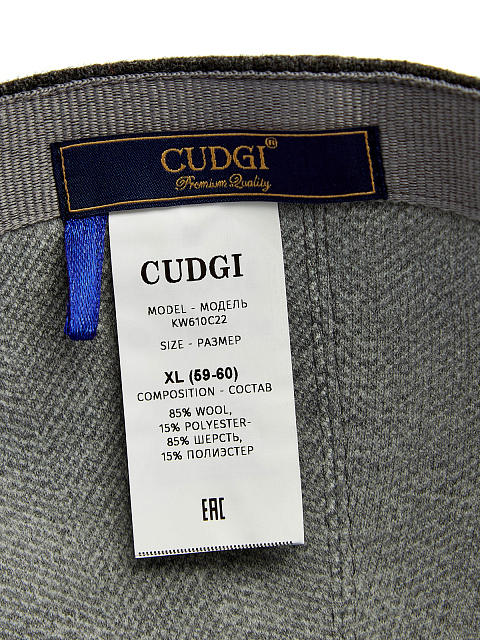 CUDGI®
Premium Quality
CUDGI
MODEL - МОДЕЛЬ
KW610C22
SIZE - РАЗМЕР
XL (59-60)
COMPOSITION - СОСТАВ
85% WOOL,
15% POLYESTER-
85% ШЕРСТЬ,
15% ПОЛИЭСТЕР
EAC